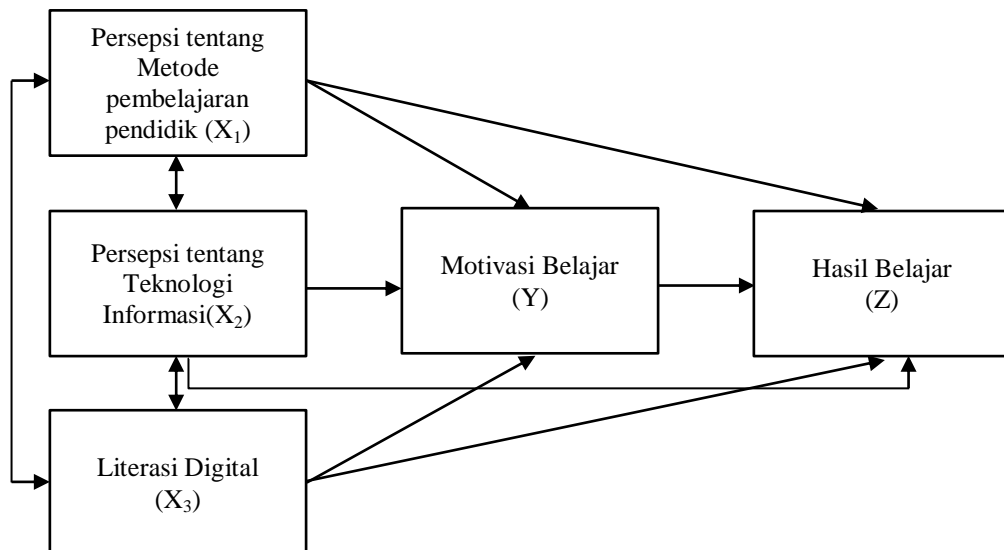 Persepsi tentang
Metode
pembelajaran
pendidik (X₁)
Persepsi tentang
Teknologi
Informasi(X₂)
Motivasi Belajar
(Y)
Hasil Belajar
(Z)
Literasi Digital
(X₃)